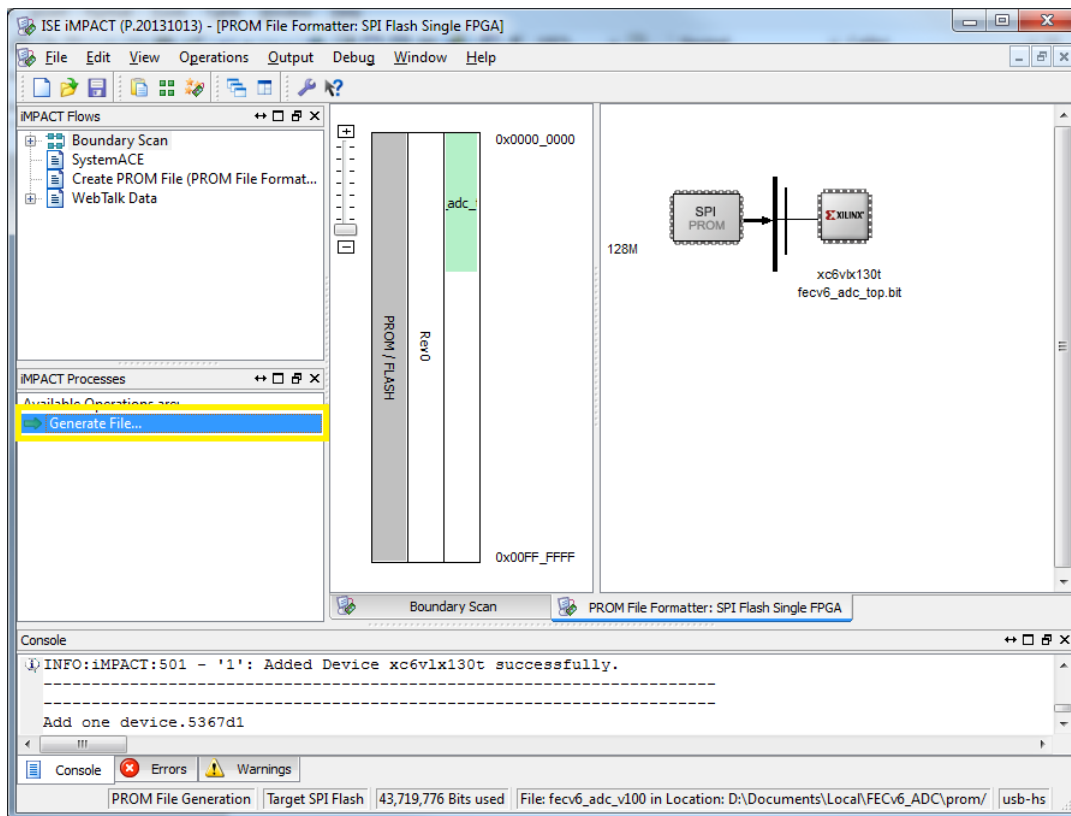 ISE iMPACT (P.20131013) - [PROM File Formatter: SPI Flash Single FPGA]
File Edit View Operations Output Debug Window Help
iMPACT Flows
Boundary Scan
SystemACE
Create PROM File (PROM File Format...
WebTalk Data
iMPACT Processes
Available Operations are:
Generate File...
PROM / FLASH
Rev0
_adc_
0x0000_0000
0x00FF_FFFF
128M
SPI
PROM
XILINX
xc6vlx130t
fecv6_adc_top.bit
Boundary Scan
PROM File Formatter: SPI Flash Single FPGA
Console
INFO:iMPACT:501 - '1': Added Device xc6vlx130t successfully.
----------------------------------------------------------------------
----------------------------------------------------------------------
Add one device.5367d1
Console Errors Warnings
PROM File Generation Target SPI Flash 43,719,776 Bits used File: fecv6_adc_v100 in Location: D:\Documents\Local\FECv6_ADC\prom/ usb-hs